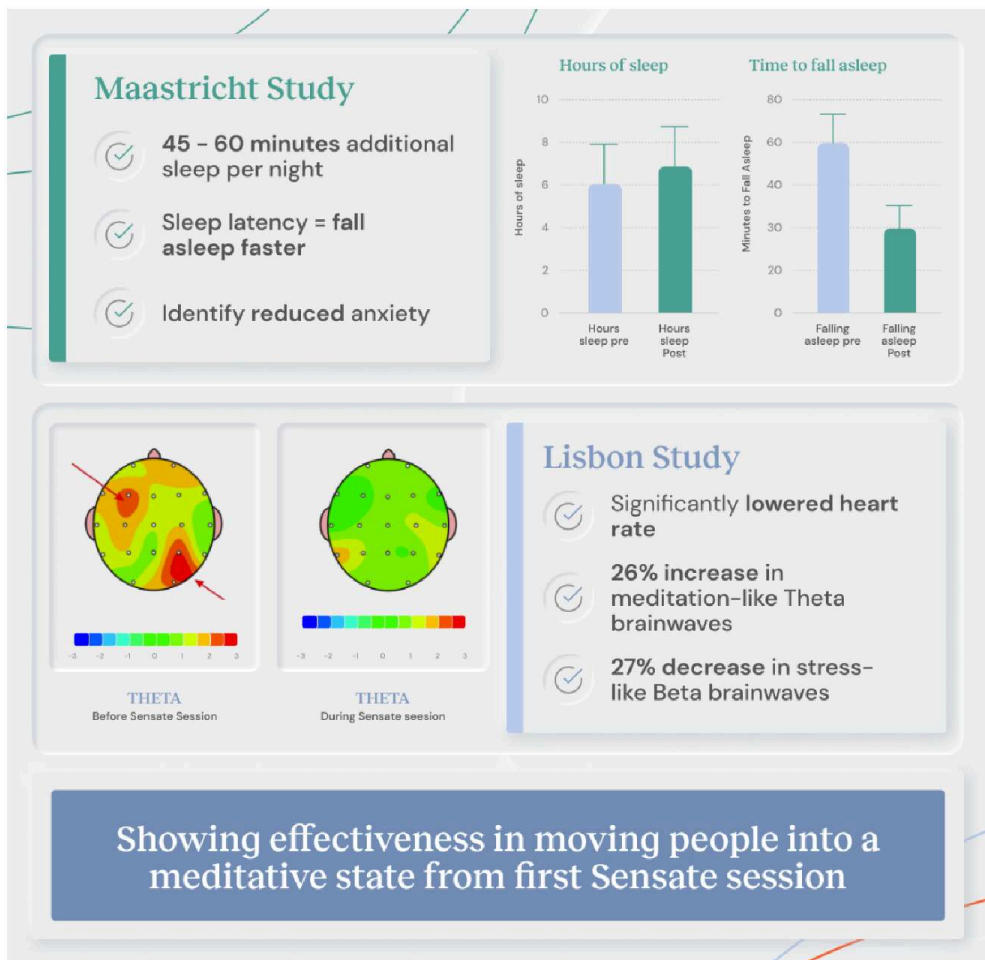 Maastricht Study
45 – 60 minutes additional
sleep per night
Sleep latency = fall
asleep faster
Identify reduced anxiety
Hours of sleep
Hours of sleep
10
8
6
4
2
0
Hours
sleep pre
Hours
sleep
Post
Time to fall asleep
Minutes to Fall Asleep
80
60
40
30
20
0
Falling
asleep pre
Falling
asleep
Post
-3 -2 -1 0 1 2 3
THETA
Before Sensate Session
-3 -2 -1 0 1 2 3
THETA
During Sensate seesion
Lisbon Study
Significantly lowered heart
rate
26% increase in
meditation-like Theta
brainwaves
27% decrease in stress-
like Beta brainwaves
Showing effectiveness in moving people into a
meditative state from first Sensate session